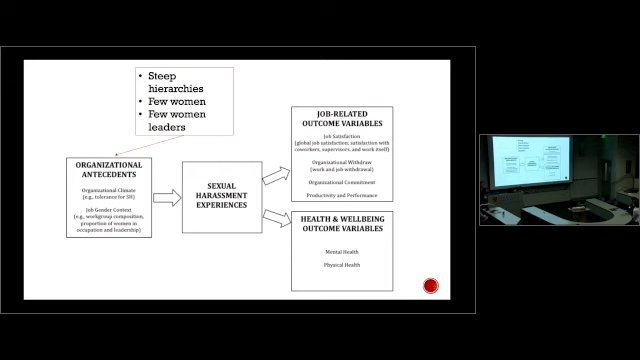 • Steep
hierarchies
• Few women
• Few women
leaders
ORGANIZATIONAL
ANTECEDENTS
Organizational Climate
(e.g., tolerance for SH)
Job Gender Context
(e.g., workgroup composition,
proportion of women in
occupation and leadership)
SEXUAL
HARASSMENT
EXPERIENCES
JOB-RELATED
OUTCOME VARIABLES
Job Satisfaction
(global job satisfaction; satisfaction with
coworkers, supervisors, and work itself)
Organizational Withdraw
(work and job withdrawal)
Organizational Commitment
Productivity and Performance
HEALTH & WELLBEING
OUTCOME VARIABLES
Mental Health
Physical Health